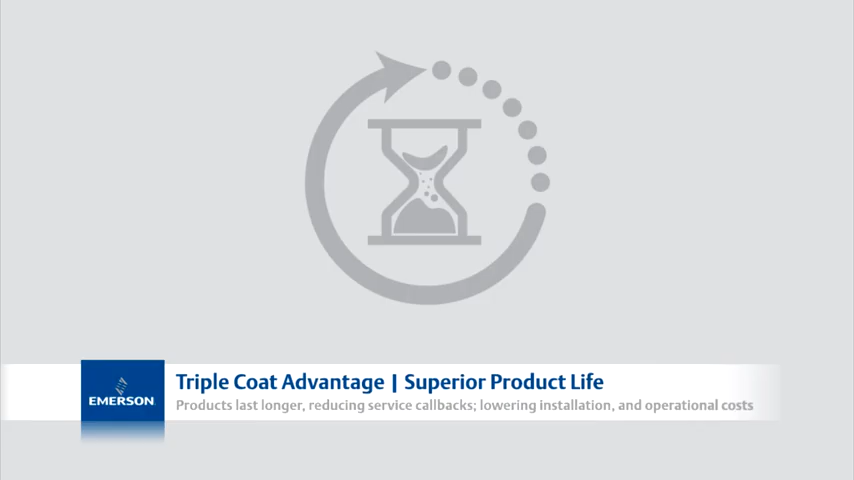 Triple Coat Advantage | Superior Product Life
EMERSON
Products last longer, reducing service callbacks; lowering installation, and operational costs